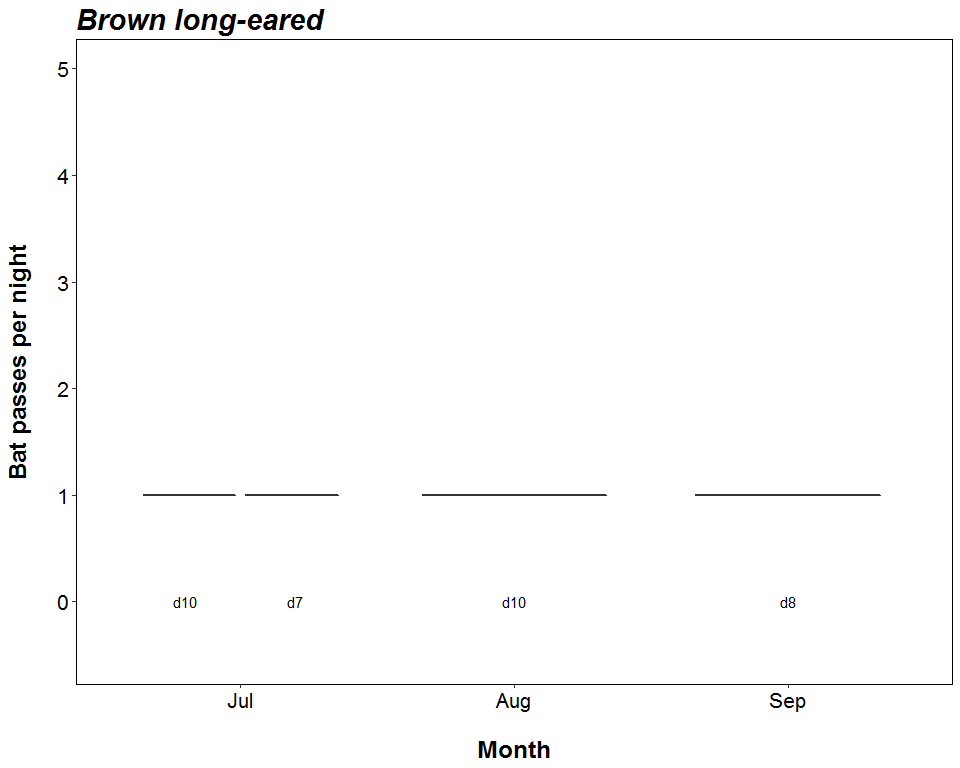 Brown long-eared
5
4
3
2
1
0
Bat passes per night
d10 d7 d10 d8
Jul Aug Sep
Month